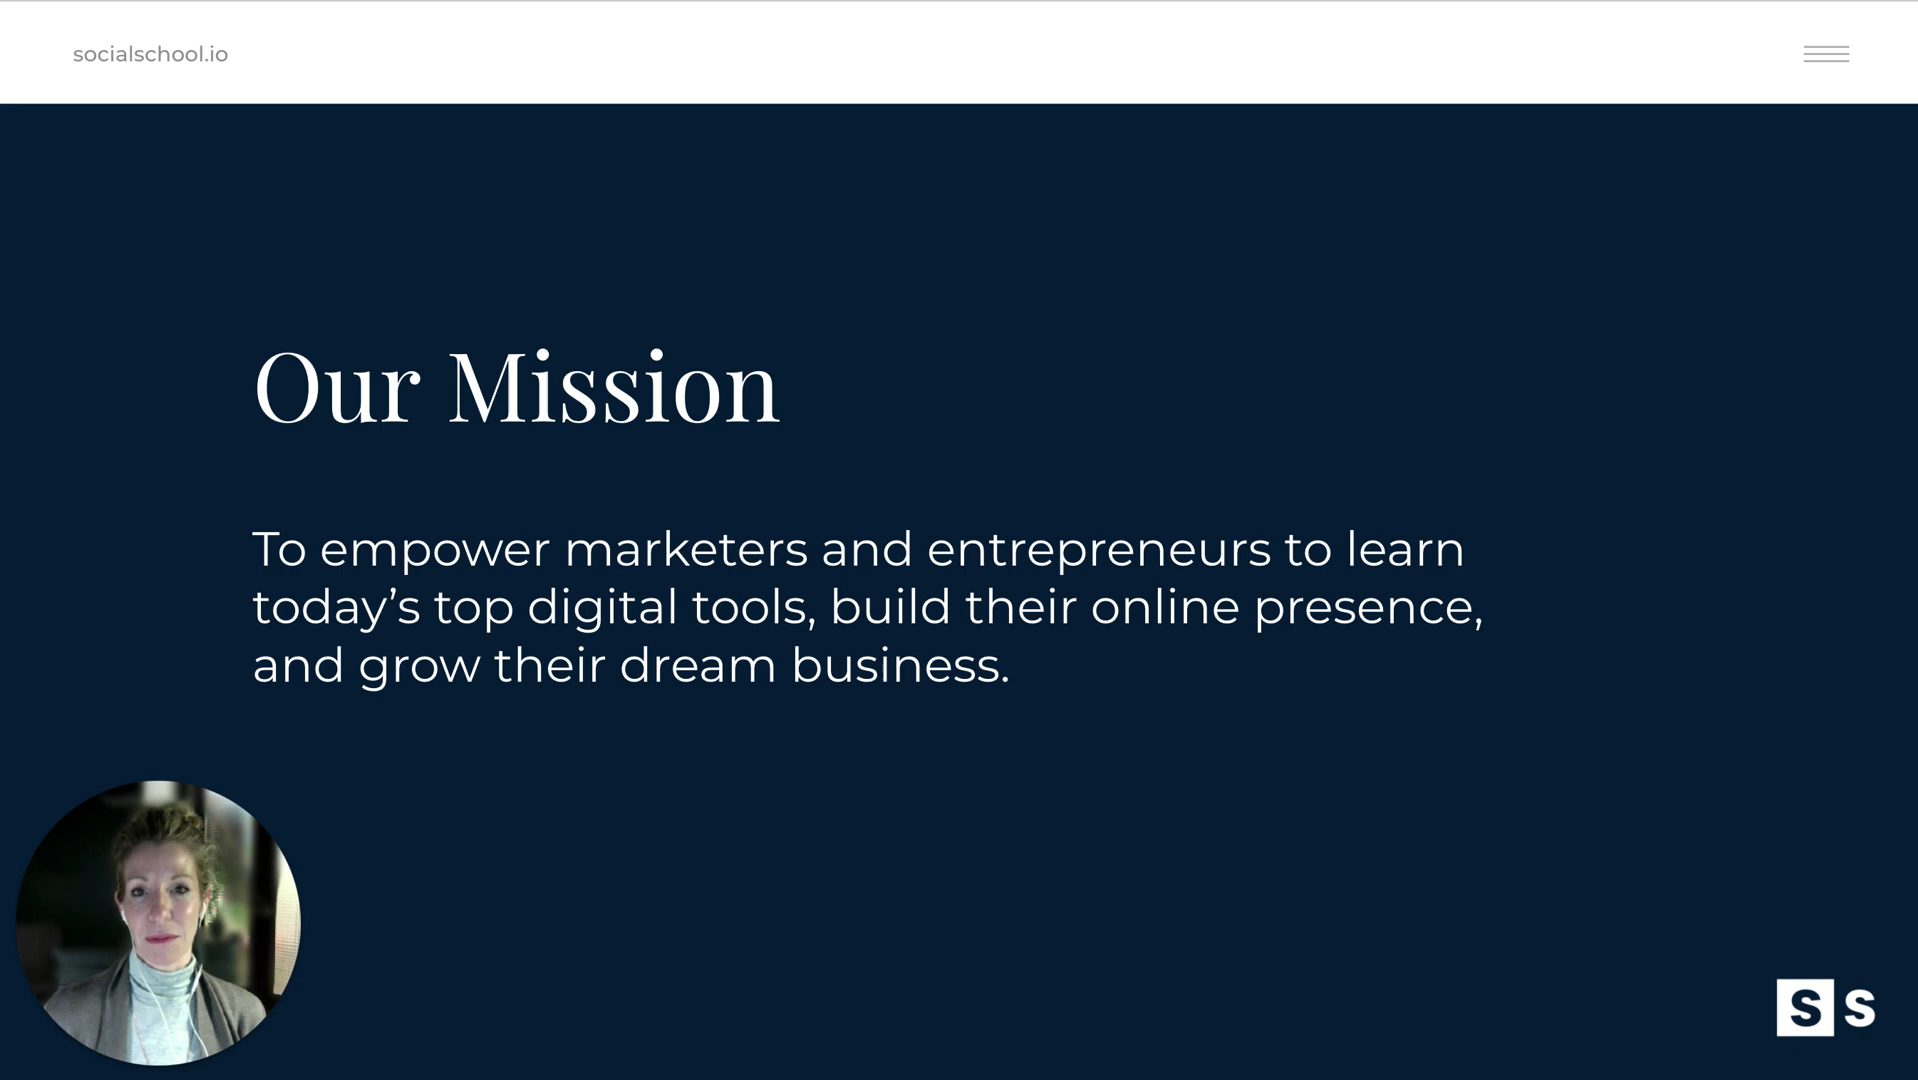 socialschool.io
Our Mission
To empower marketers and entrepreneurs to learn
today’s top digital tools, build their online presence,
and grow their dream business.
S S